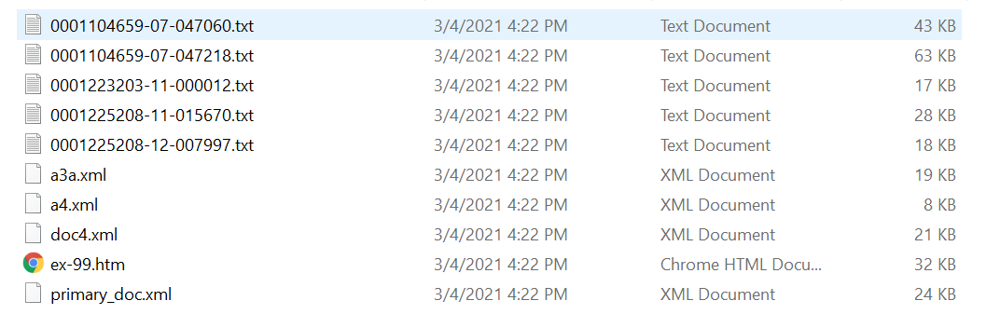 0001104659-07-047060.txt 3/4/2021 4:22 PM Text Document 43 KB
0001104659-07-047218.txt 3/4/2021 4:22 PM Text Document 63 KB
0001223203-11-000012.txt 3/4/2021 4:22 PM Text Document 17 KB
0001225208-11-015670.txt 3/4/2021 4:22 PM Text Document 28 KB
0001225208-12-007997.txt 3/4/2021 4:22 PM Text Document 18 KB
a3a.xml 3/4/2021 4:22 PM XML Document 19 KB
a4.xml 3/4/2021 4:22 PM XML Document 8 KB
doc4.xml 3/4/2021 4:22 PM XML Document 21 KB
ex-99.htm 3/4/2021 4:22 PM Chrome HTML Docu... 32 KB
primary_doc.xml 3/4/2021 4:22 PM XML Document 24 KB